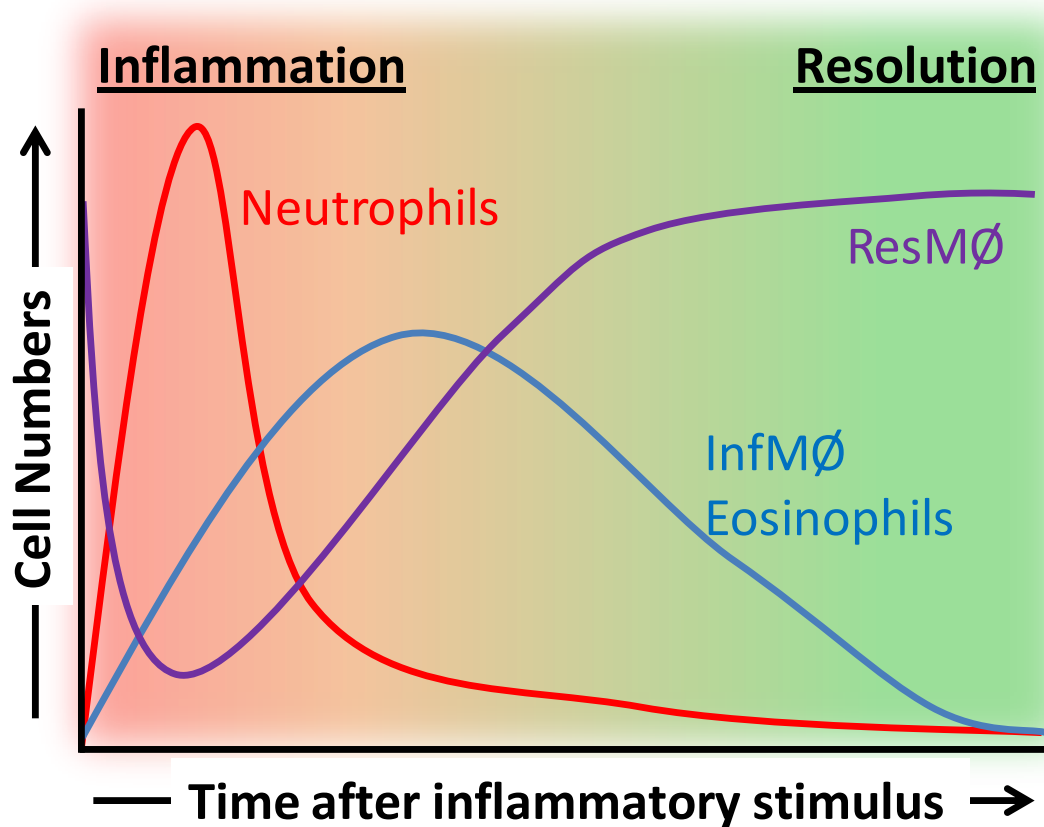 Inflammation
Resolution
Neutrophils
ResMØ
InfMØ
Eosinophils
Cell Numbers
Time after inflammatory stimulus